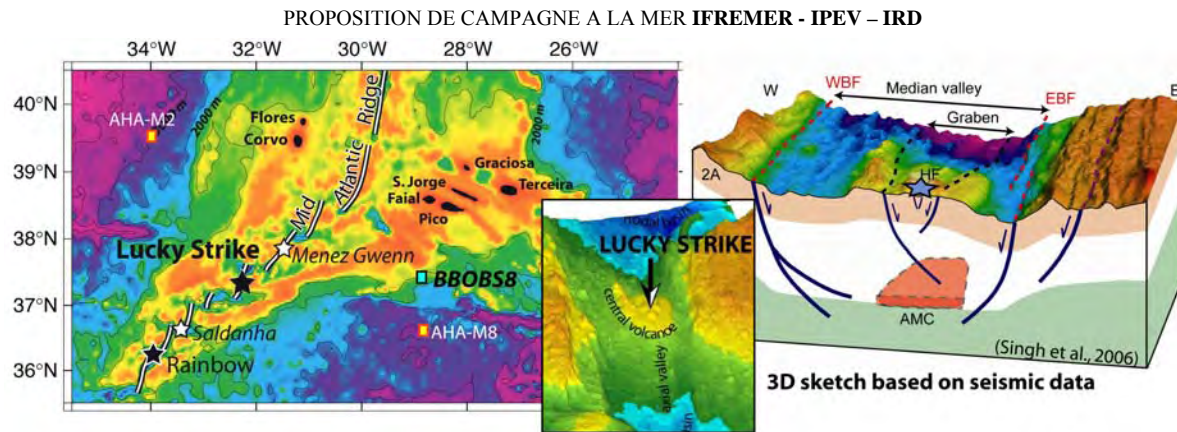 PROPOSITION DE CAMPAGNE A LA MER IFREMER - IPEV – IRD
34°W 32°W 30°W 28°W 26°W
40°N
39°N
38°N
37°N
36°N
AHA-M2
2000 m
Flores
Corvo
Mid
Atlantic
Ridge
2000 m
Graciosa
S. Jorge
Terceira
Faial
Pico
Lucky Strike
Menez Gwenn
BBOBS8
AHA-M8
Saldanha
Rainbow
nodal basin
LUCKY STRIKE
central volcano
axial valley
W
WBF
Median valley
EBF
E
Graben
2A
HF
AMC
(Singh et al., 2006)
3D sketch based on seismic data